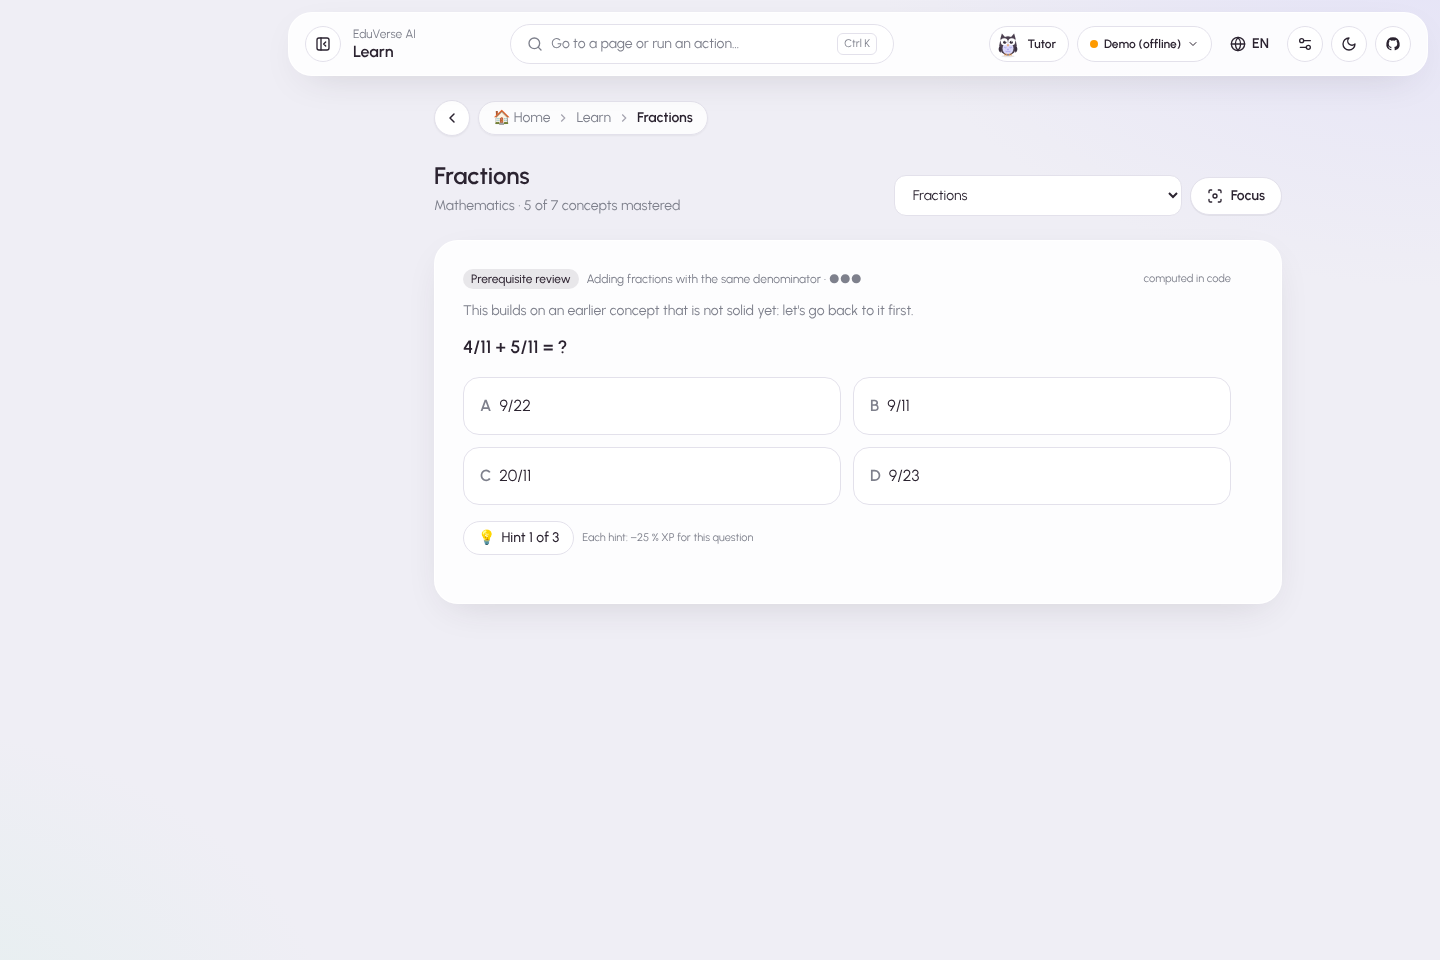 EduVerse AI
Learn
Go to a page or run an action...
Ctrl K
Tutor
Demo (offline)
EN
🏠 Home > Learn > Fractions
Fractions
Mathematics · 5 of 7 concepts mastered
Fractions
Focus
Prerequisite review
Adding fractions with the same denominator · ●●●
computed in code
This builds on an earlier concept that is not solid yet: let's go back to it first.
4/11 + 5/11 = ?
A 9/22
B 9/11
C 20/11
D 9/23
💡 Hint 1 of 3
Each hint: −25 % XP for this question